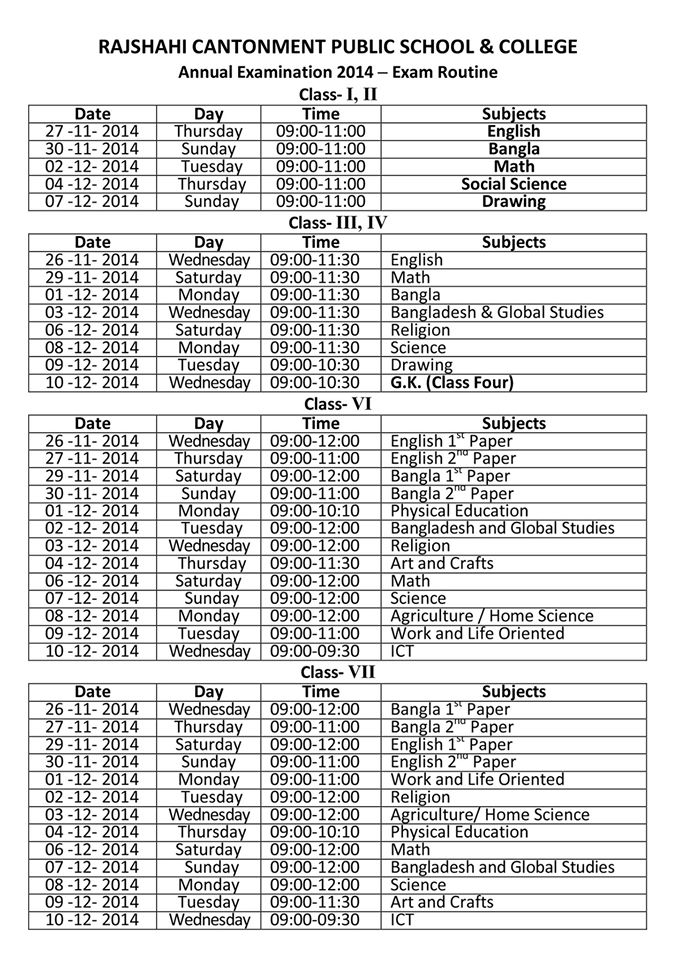 RAJSHAHI CANTONMENT PUBLIC SCHOOL & COLLEGE
Annual Examination 2014 – Exam Routine
Class- I, II
Date Day Time Subjects
27 -11- 2014 Thursday 09:00-11:00 English
30 -11- 2014 Sunday 09:00-11:00 Bangla
02 -12- 2014 Tuesday 09:00-11:00 Math
04 -12- 2014 Thursday 09:00-11:00 Social Science
07 -12- 2014 Sunday 09:00-11:00 Drawing
Class- III, IV
Date Day Time Subjects
26 -11- 2014 Wednesday 09:00-11:30 English
29 -11- 2014 Saturday 09:00-11:30 Math
01 -12- 2014 Monday 09:00-11:30 Bangla
03 -12- 2014 Wednesday 09:00-11:30 Bangladesh & Global Studies
06 -12- 2014 Saturday 09:00-11:30 Religion
08 -12- 2014 Monday 09:00-11:30 Science
09 -12- 2014 Tuesday 09:00-10:30 Drawing
10 -12- 2014 Wednesday 09:00-10:30 G.K. (Class Four)
Class- VI
Date Day Time Subjects
26 -11- 2014 Wednesday 09:00-12:00 English 1st Paper
27 -11- 2014 Thursday 09:00-11:00 English 2nd Paper
29 -11- 2014 Saturday 09:00-12:00 Bangla 1st Paper
30 -11- 2014 Sunday 09:00-11:00 Bangla 2nd Paper
01 -12- 2014 Monday 09:00-10:10 Physical Education
02 -12- 2014 Tuesday 09:00-12:00 Bangladesh and Global Studies
03 -12- 2014 Wednesday 09:00-12:00 Religion
04 -12- 2014 Thursday 09:00-11:30 Art and Crafts
06 -12- 2014 Saturday 09:00-12:00 Math
07 -12- 2014 Sunday 09:00-12:00 Science
08 -12- 2014 Monday 09:00-12:00 Agriculture / Home Science
09 -12- 2014 Tuesday 09:00-11:00 Work and Life Oriented
10 -12- 2014 Wednesday 09:00-09:30 ICT
Class- VII
Date Day Time Subjects
26 -11- 2014 Wednesday 09:00-12:00 Bangla 1st Paper
27 -11- 2014 Thursday 09:00-11:00 Bangla 2nd Paper
29 -11- 2014 Saturday 09:00-12:00 English 1st Paper
30 -11- 2014 Sunday 09:00-11:00 English 2nd Paper
01 -12- 2014 Monday 09:00-11:00 Work and Life Oriented
02 -12- 2014 Tuesday 09:00-12:00 Religion
03 -12- 2014 Wednesday 09:00-12:00 Agriculture/ Home Science
04 -12- 2014 Thursday 09:00-10:10 Physical Education
06 -12- 2014 Saturday 09:00-12:00 Math
07 -12- 2014 Sunday 09:00-12:00 Bangladesh and Global Studies
08 -12- 2014 Monday 09:00-12:00 Science
09 -12- 2014 Tuesday 09:00-11:30 Art and Crafts
10 -12- 2014 Wednesday 09:00-09:30 ICT